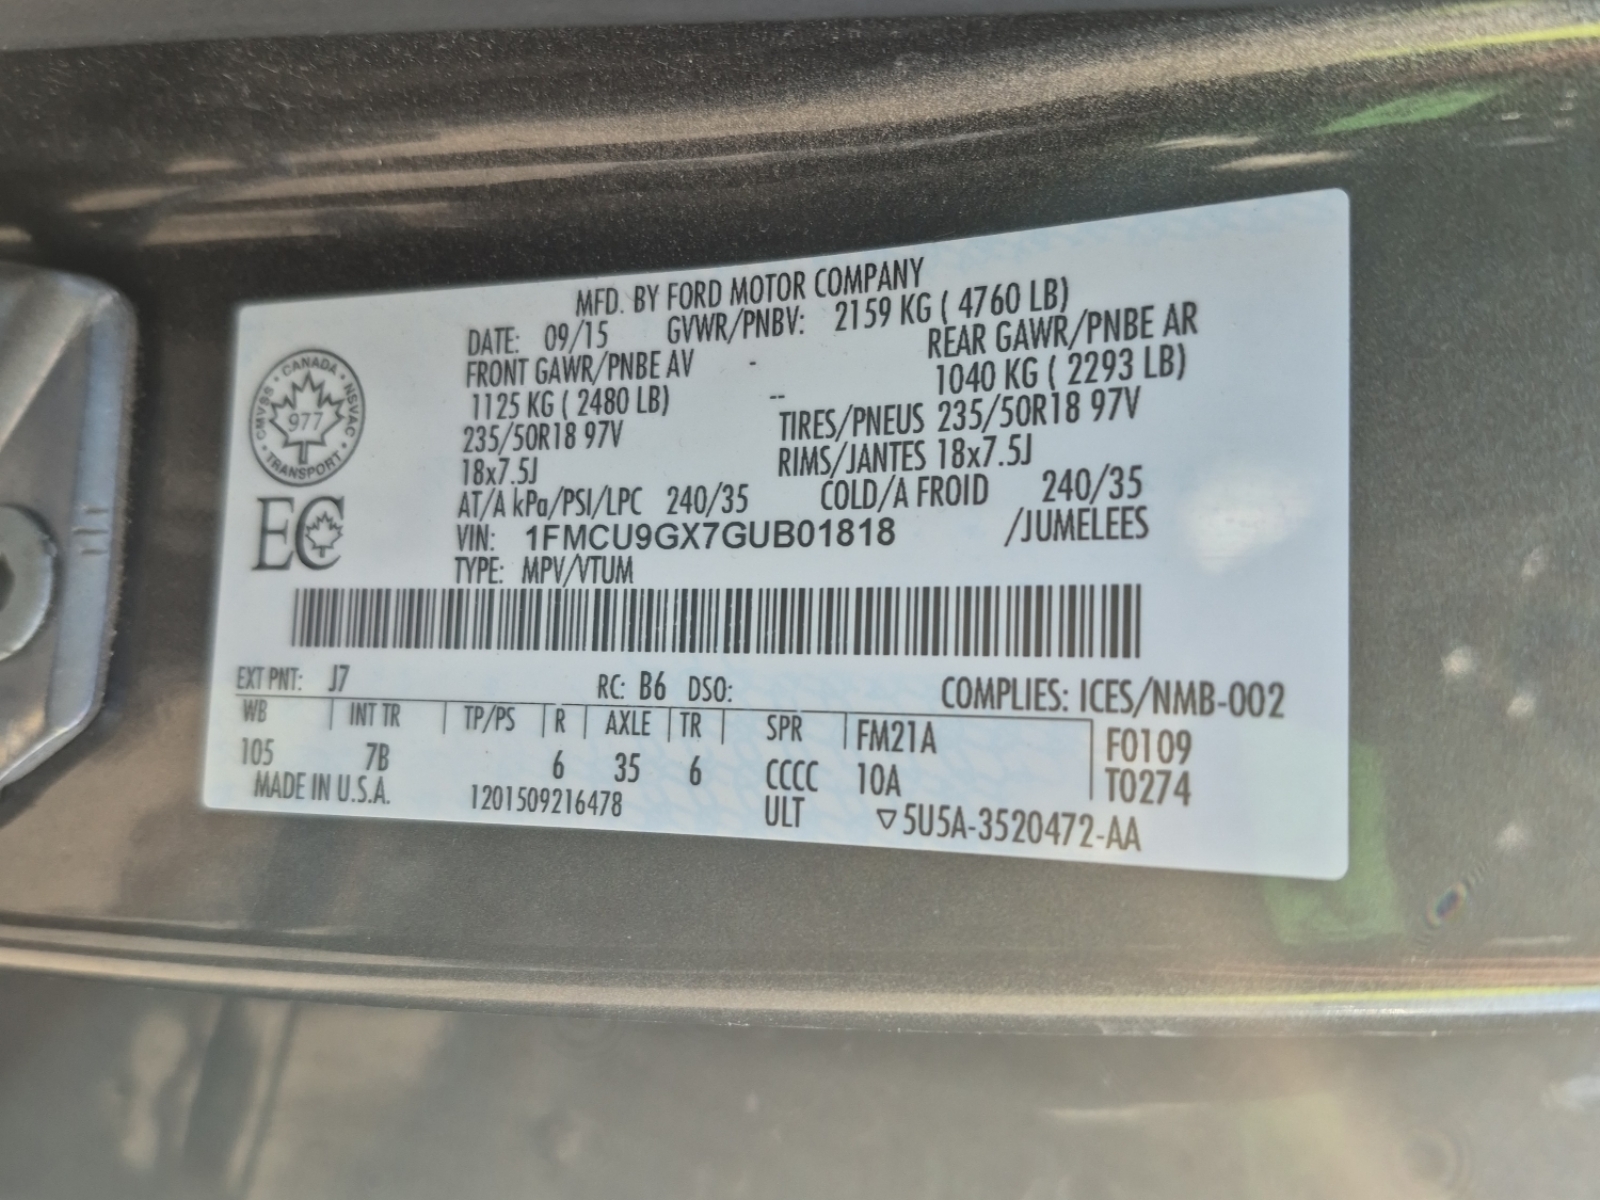 MFD. BY FORD MOTOR COMPANY
DATE: 09/15 GVWR/PNBV: 2159 KG ( 4760 LB)
FRONT GAWR/PNBE AV - REAR GAWR/PNBE AR
1125 KG ( 2480 LB) -- 1040 KG ( 2293 LB)
235/50R18 97V TIRES/PNEUS 235/50R18 97V
18x7.5J RIMS/JANTES 18x7.5J
AT/A kPa/PSI/LPC 240/35 COLD/A FROID 240/35
VIN: 1FMCU9GX7GUB01818 /JUMELEES
TYPE: MPV/VTUM
CANADA · NSVAC · TRANSPORT · CMVSS
977
EC
EXT PNT: J7 RC: B6 DSO: COMPLIES: ICES/NMB-002
WB INT TR TP/PS R AXLE TR SPR FM21A F0109
105 7B 6 35 6 CCCC 10A T0274
MADE IN U.S.A. 1201509216478 ULT ▽5U5A-3520472-AA